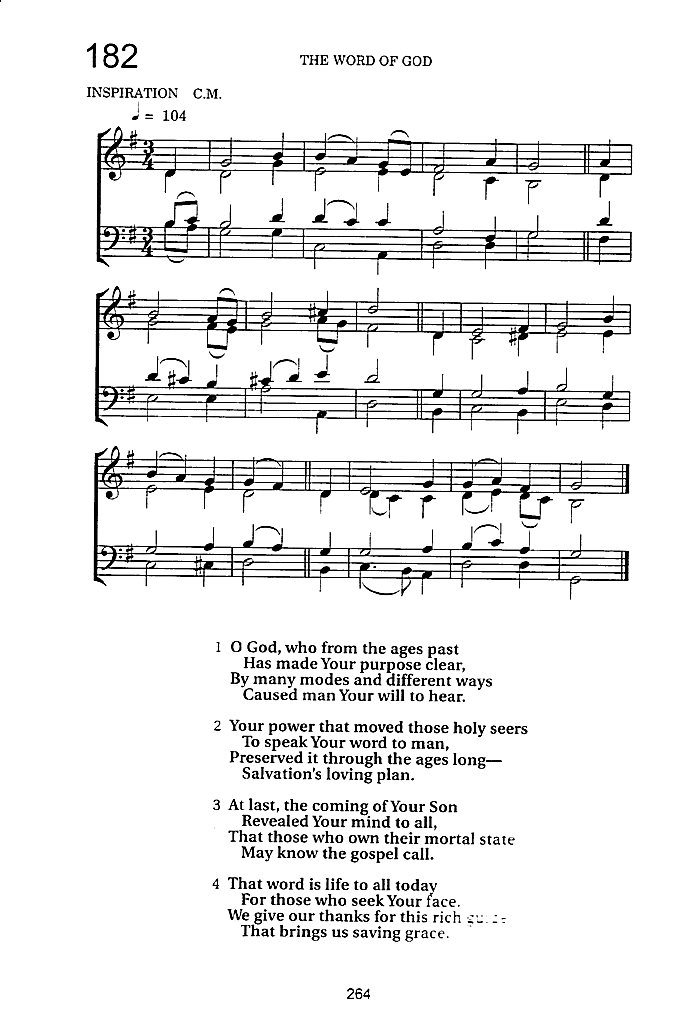 182
THE WORD OF GOD
INSPIRATION C.M.
♩ = 104
3
4
3
4
1 O God, who from the ages past
Has made Your purpose clear,
By many modes and different ways
Caused man Your will to hear.
2 Your power that moved those holy seers
To speak Your word to man,
Preserved it through the ages long—
Salvation's loving plan.
3 At last, the coming of Your Son
Revealed Your mind to all,
That those who own their mortal state
May know the gospel call.
4 That word is life to all today
For those who seek Your face.
We give our thanks for this rich
That brings us saving grace.
264